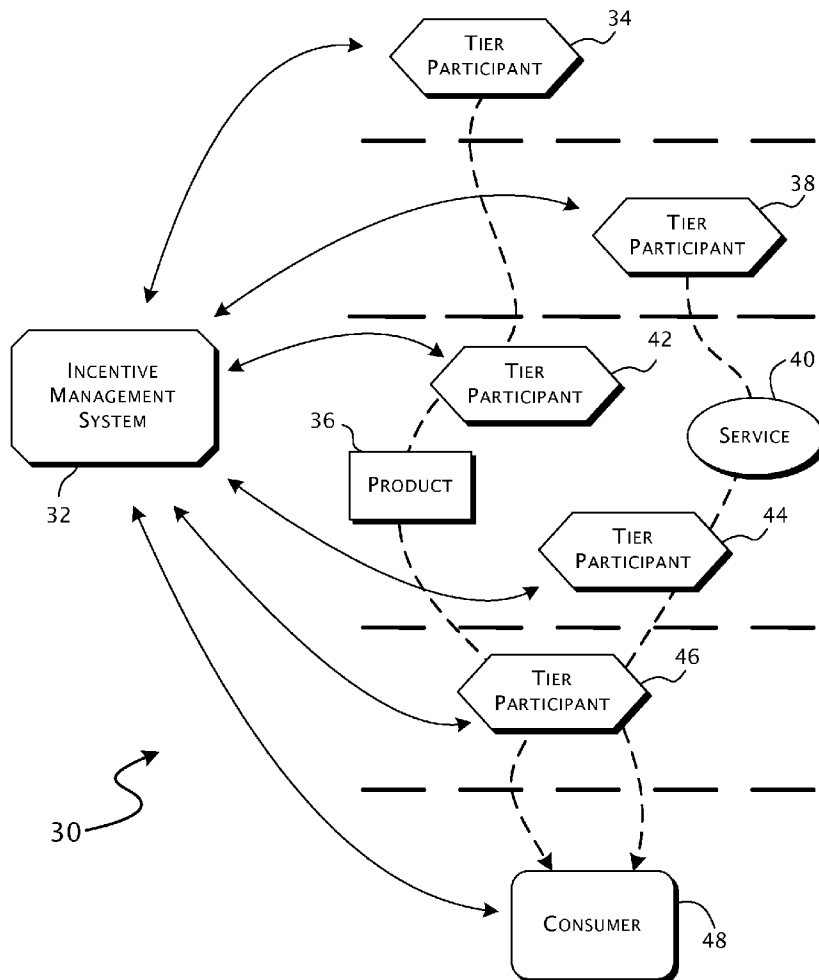 34
TIER
PARTICIPANT
38
TIER
PARTICIPANT
42
TIER
PARTICIPANT
INCENTIVE
MANAGEMENT
SYSTEM
32
40
SERVICE
36
PRODUCT
44
TIER
PARTICIPANT
46
TIER
PARTICIPANT
30
CONSUMER
48